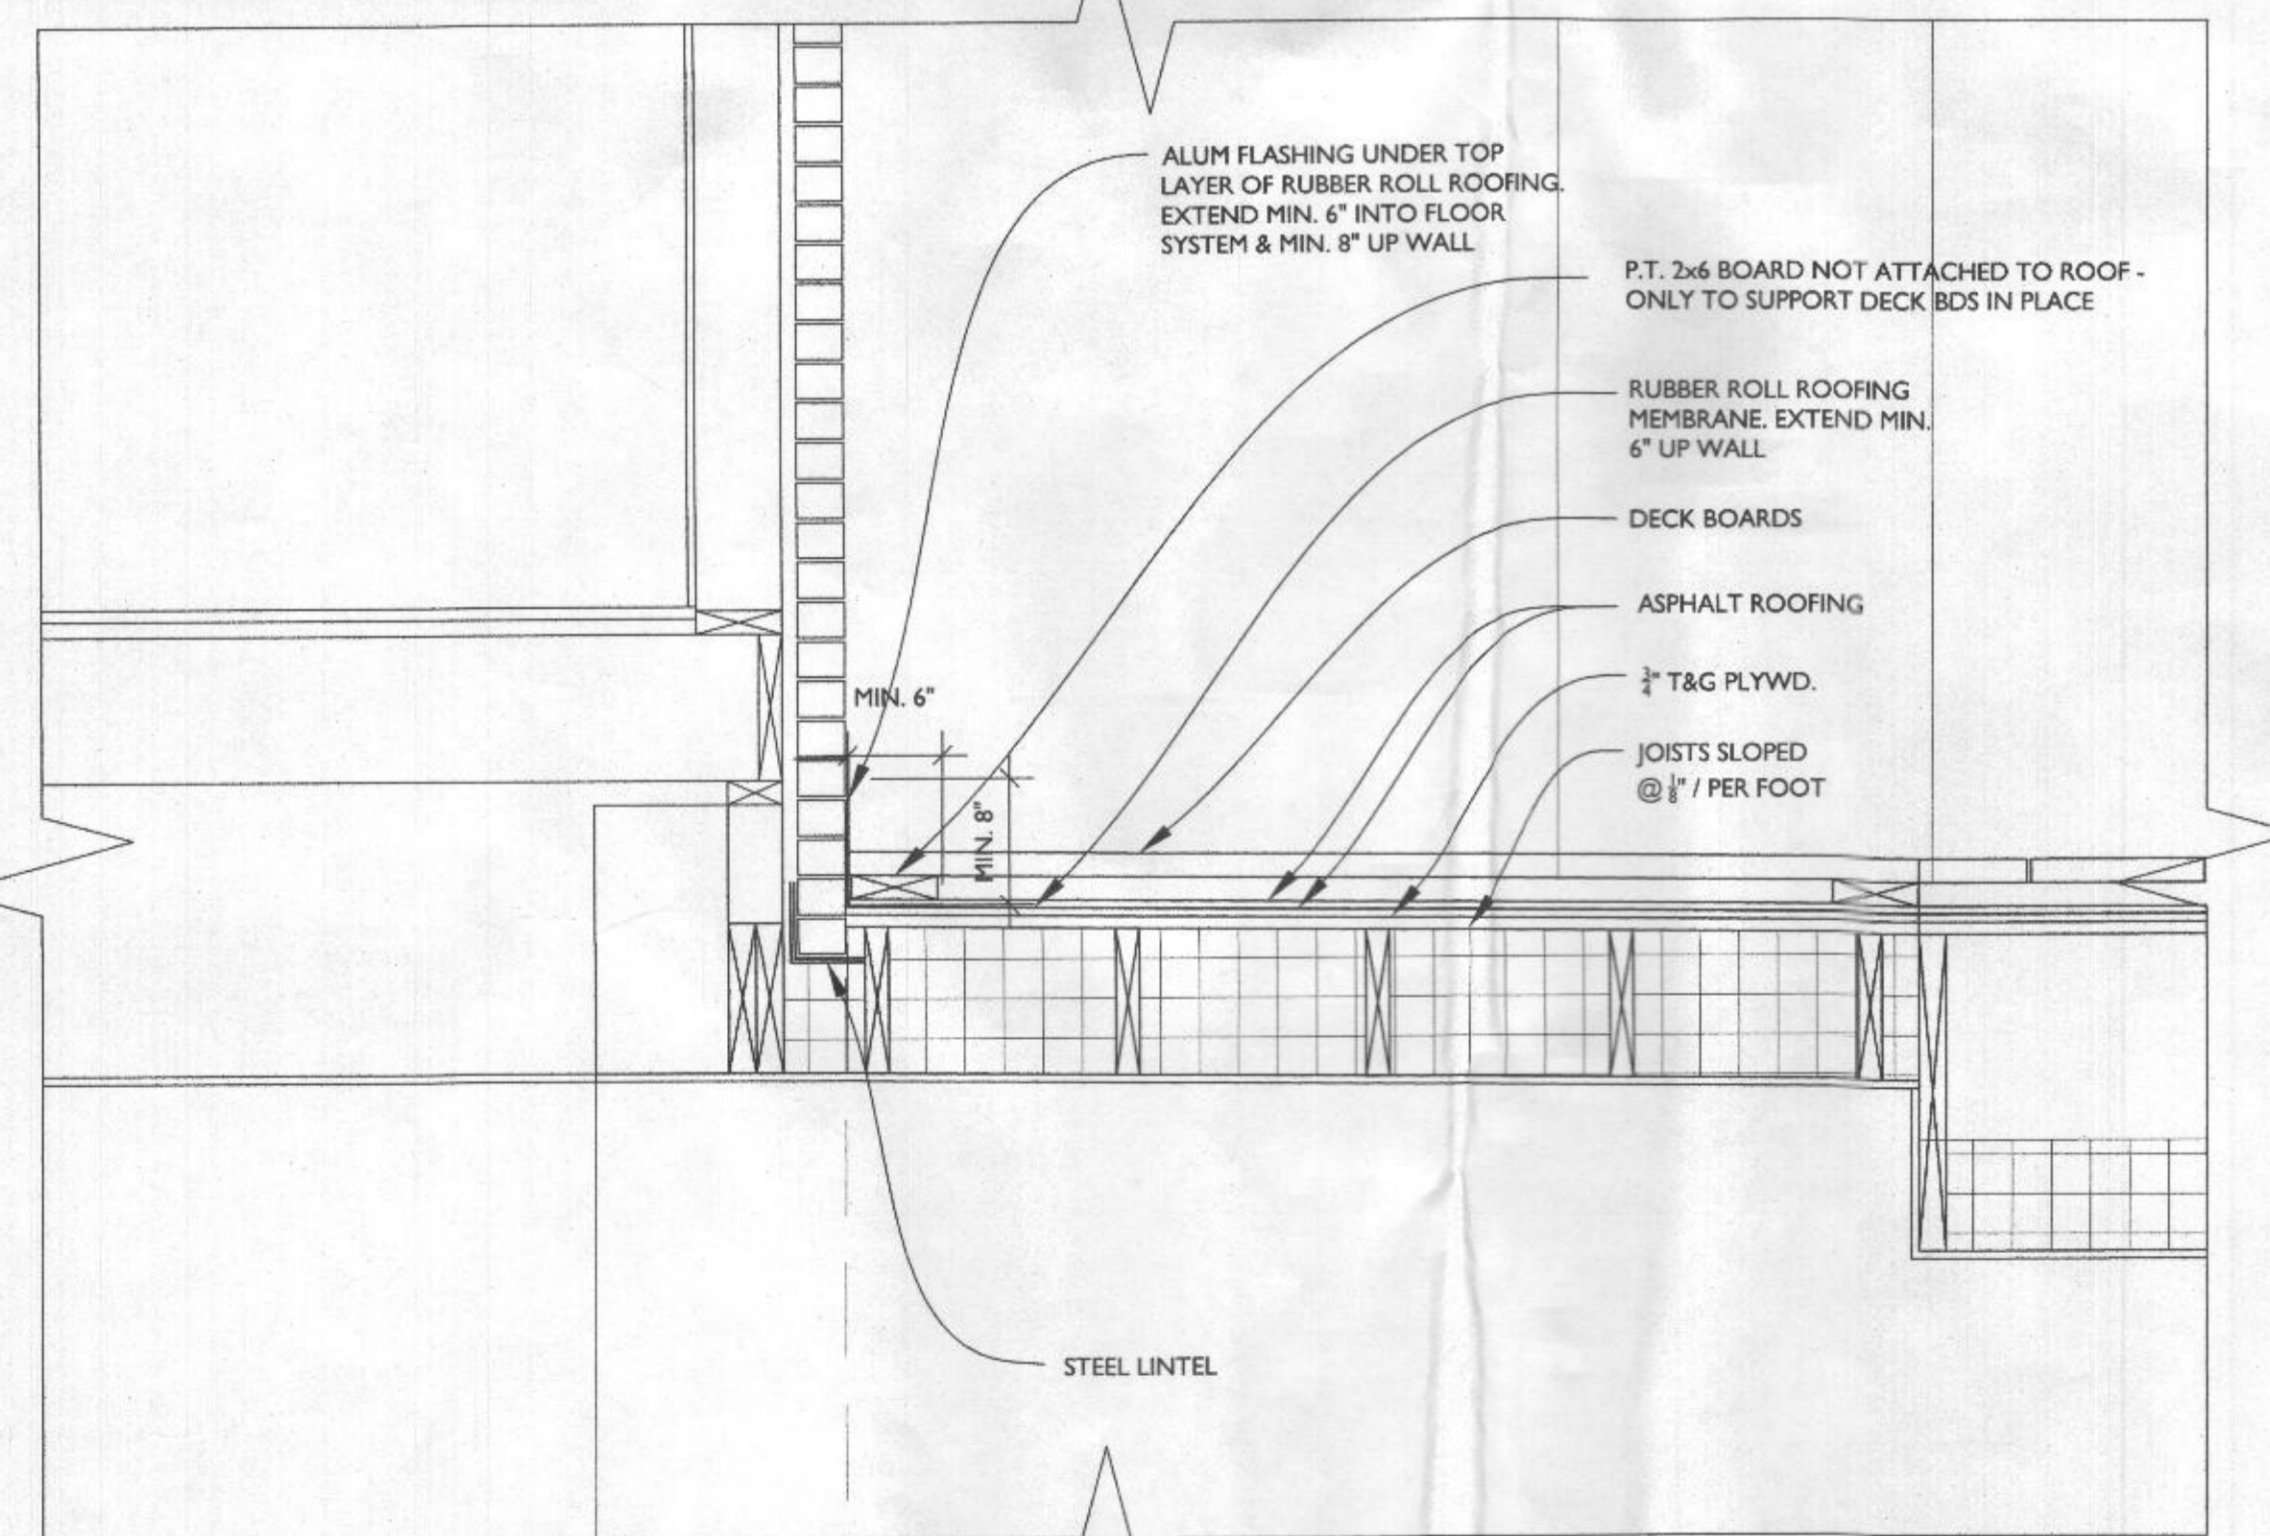 ALUM FLASHING UNDER TOP
LAYER OF RUBBER ROLL ROOFING.
EXTEND MIN. 6" INTO FLOOR
SYSTEM & MIN. 8" UP WALL
P.T. 2x6 BOARD NOT ATTACHED TO ROOF -
ONLY TO SUPPORT DECK BDS IN PLACE
RUBBER ROLL ROOFING
MEMBRANE. EXTEND MIN.
6" UP WALL
DECK BOARDS
ASPHALT ROOFING
¾" T&G PLYWD.
JOISTS SLOPED
@ ⅛" / PER FOOT
MIN. 6"
MIN. 8"
STEEL LINTEL